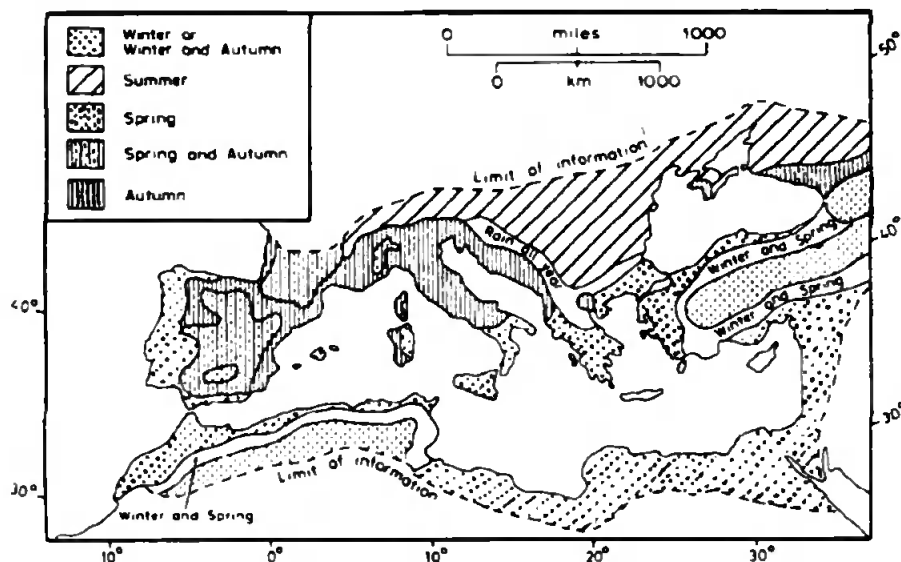 Winter or
Winter and Autumn
Summer
Spring
Spring and Autumn
Autumn
0 miles 1000
0 km 1000
50°
Limit of information
40°
Rain all year
Winter and Spring
40°
Winter and Spring
30°
Limit of information
30°
Winter and Spring
10° 0° 10° 20° 30°